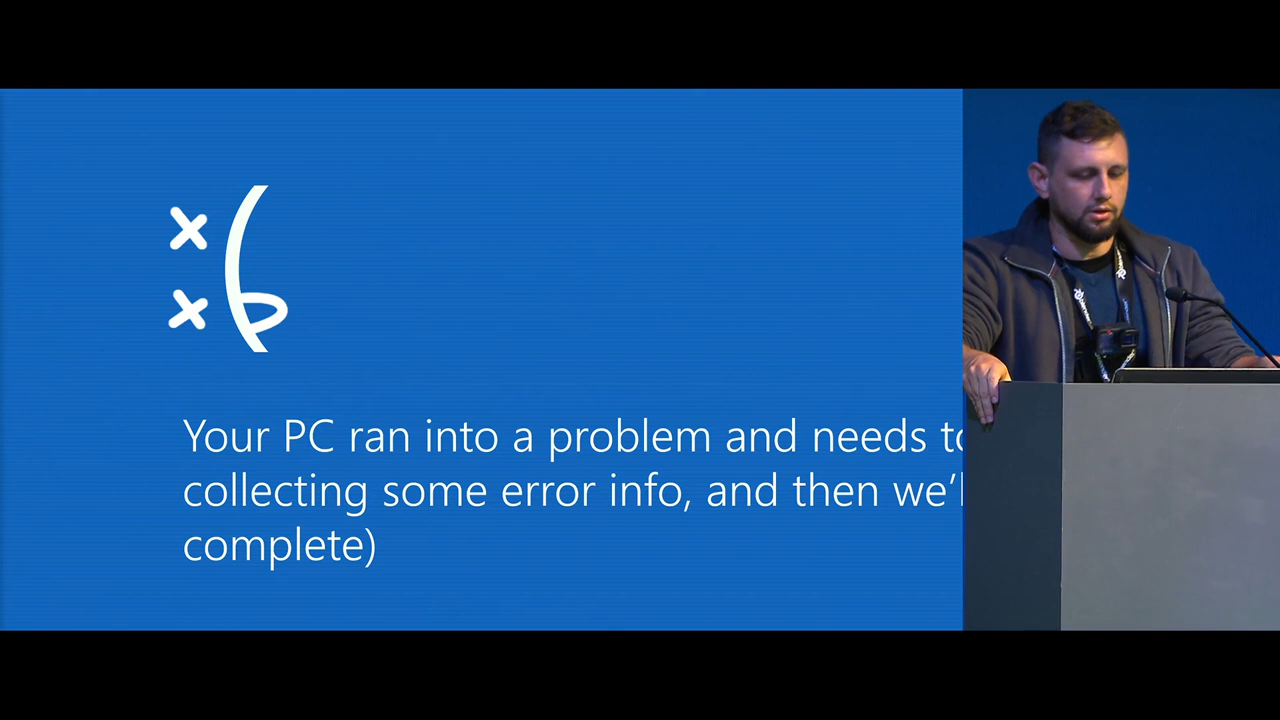 Your PC ran into a problem and needs to
collecting some error info, and then we'l
complete)